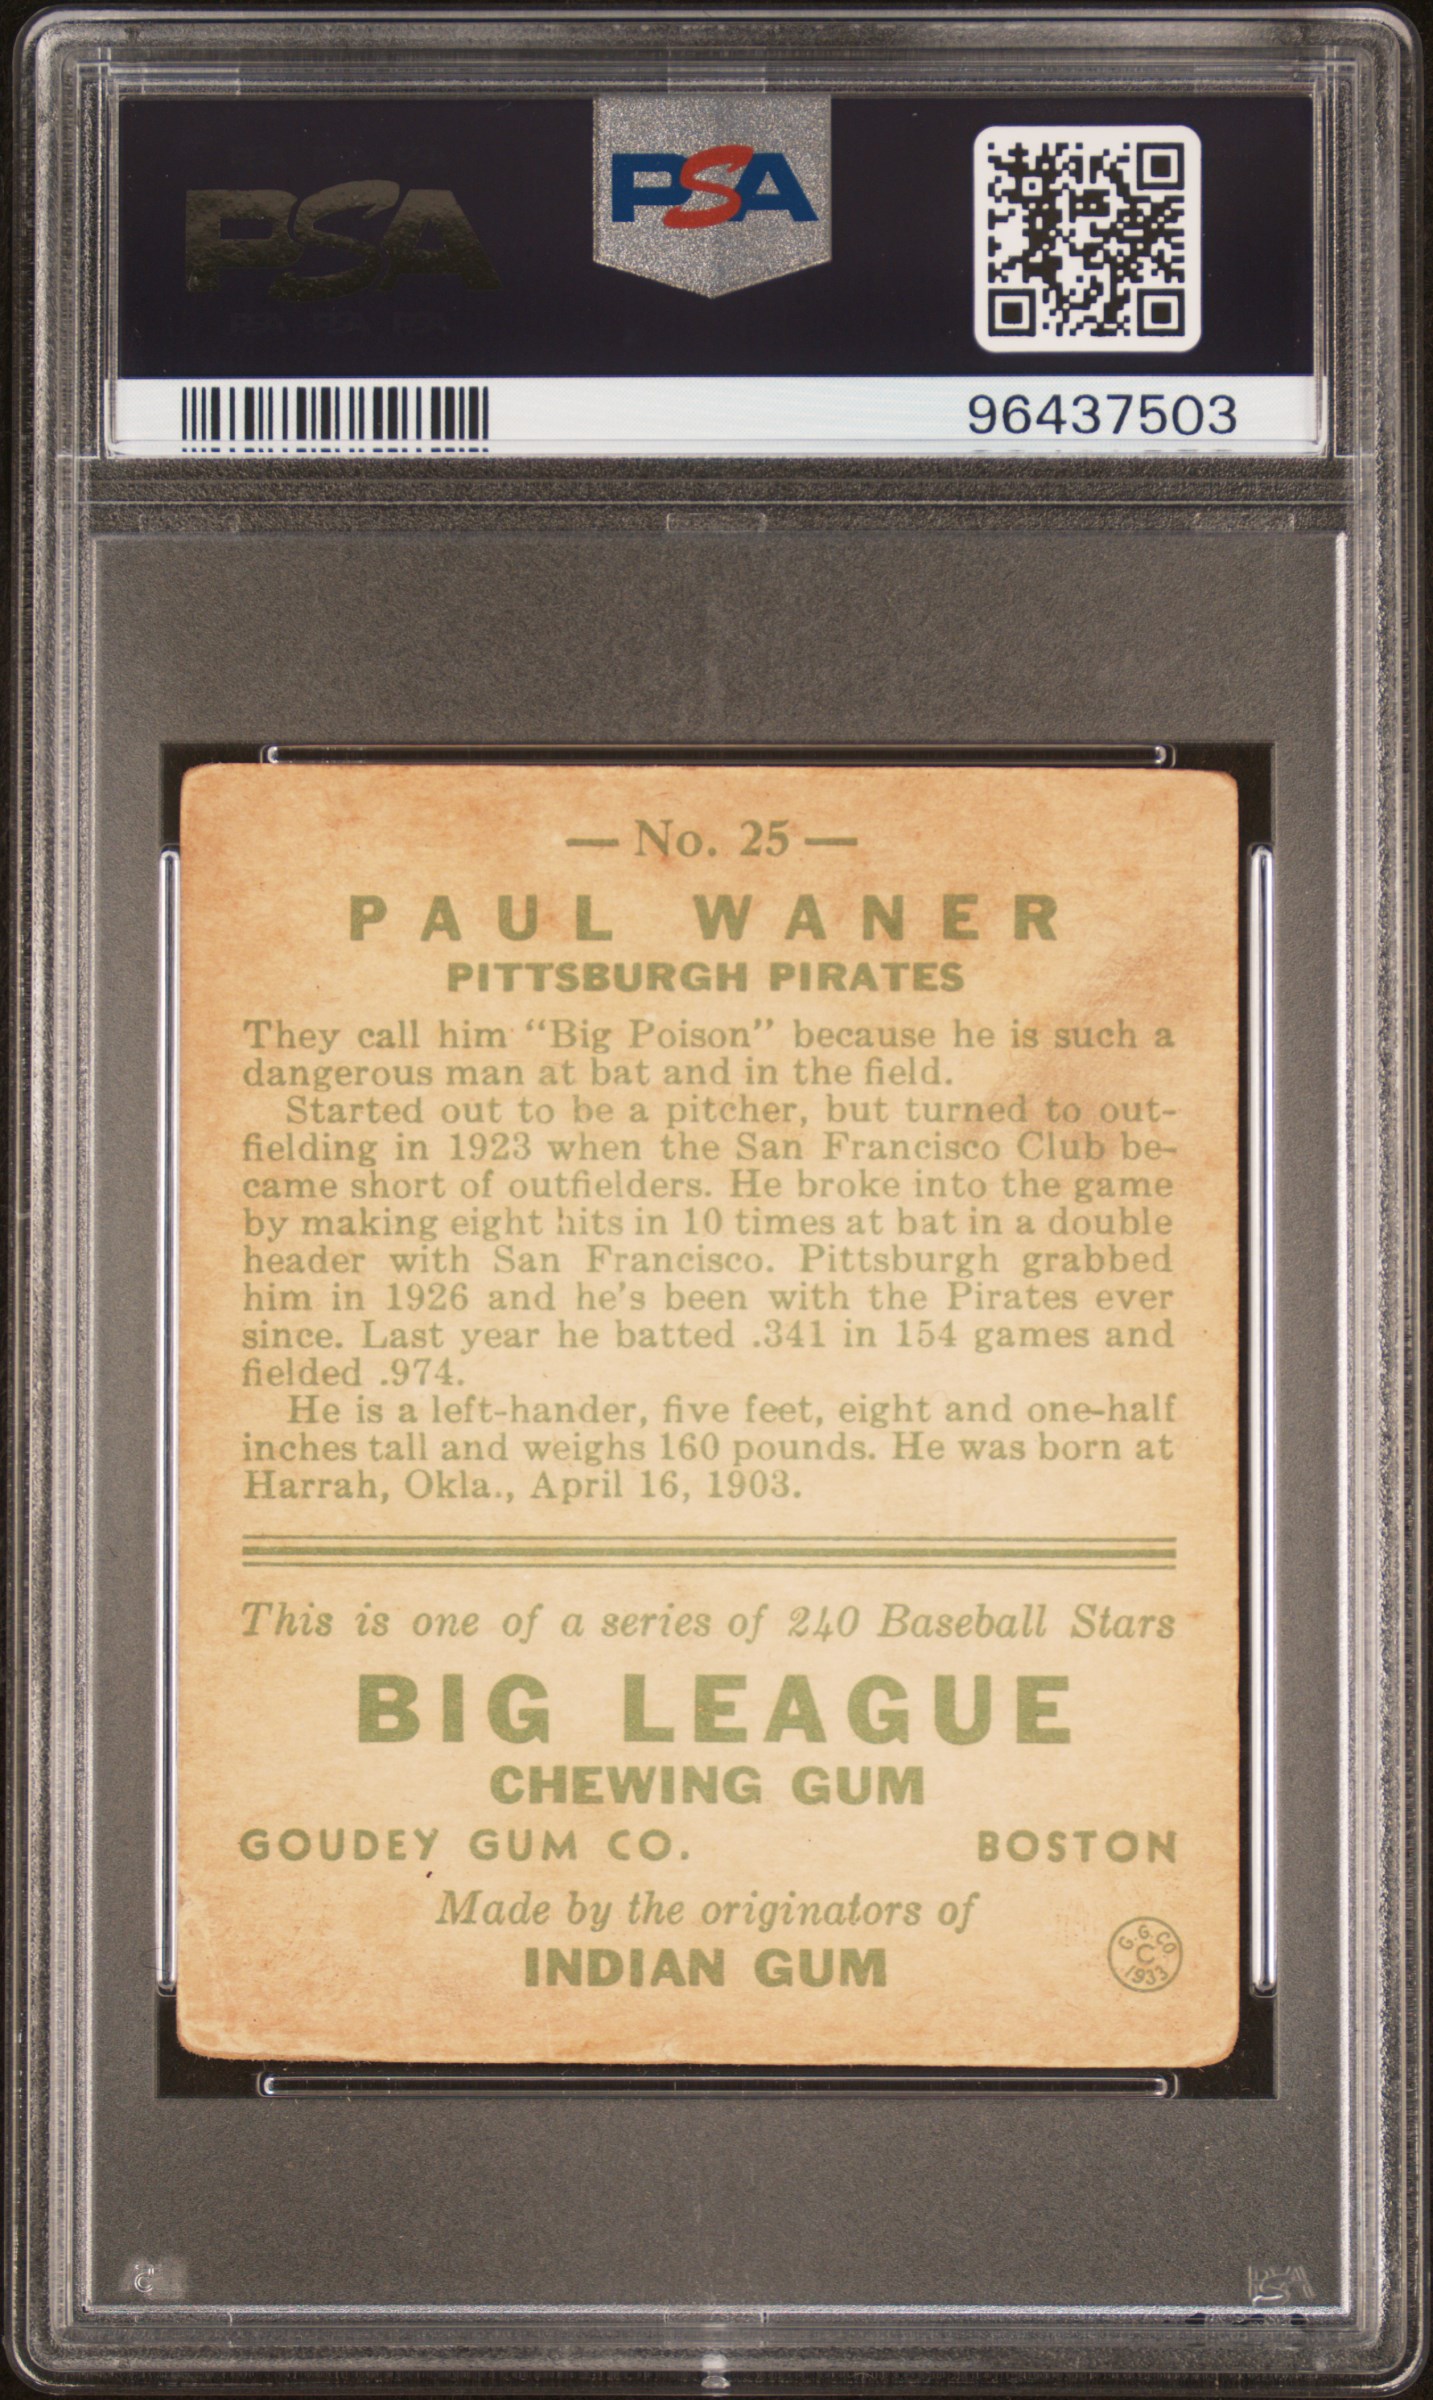 PSA
PSA
96437503
— No. 25 —
PAUL WANER
PITTSBURGH PIRATES
They call him "Big Poison" because he is such a
dangerous man at bat and in the field.
Started out to be a pitcher, but turned to out-
fielding in 1923 when the San Francisco Club be-
came short of outfielders. He broke into the game
by making eight hits in 10 times at bat in a double
header with San Francisco. Pittsburgh grabbed
him in 1926 and he's been with the Pirates ever
since. Last year he batted .341 in 154 games and
fielded .974.
He is a left-hander, five feet, eight and one-half
inches tall and weighs 160 pounds. He was born at
Harrah, Okla., April 16, 1903.
This is one of a series of 240 Baseball Stars
BIG LEAGUE
CHEWING GUM
GOUDEY GUM CO. BOSTON
Made by the originators of
INDIAN GUM
G.G.CO.
C
1933
PSA